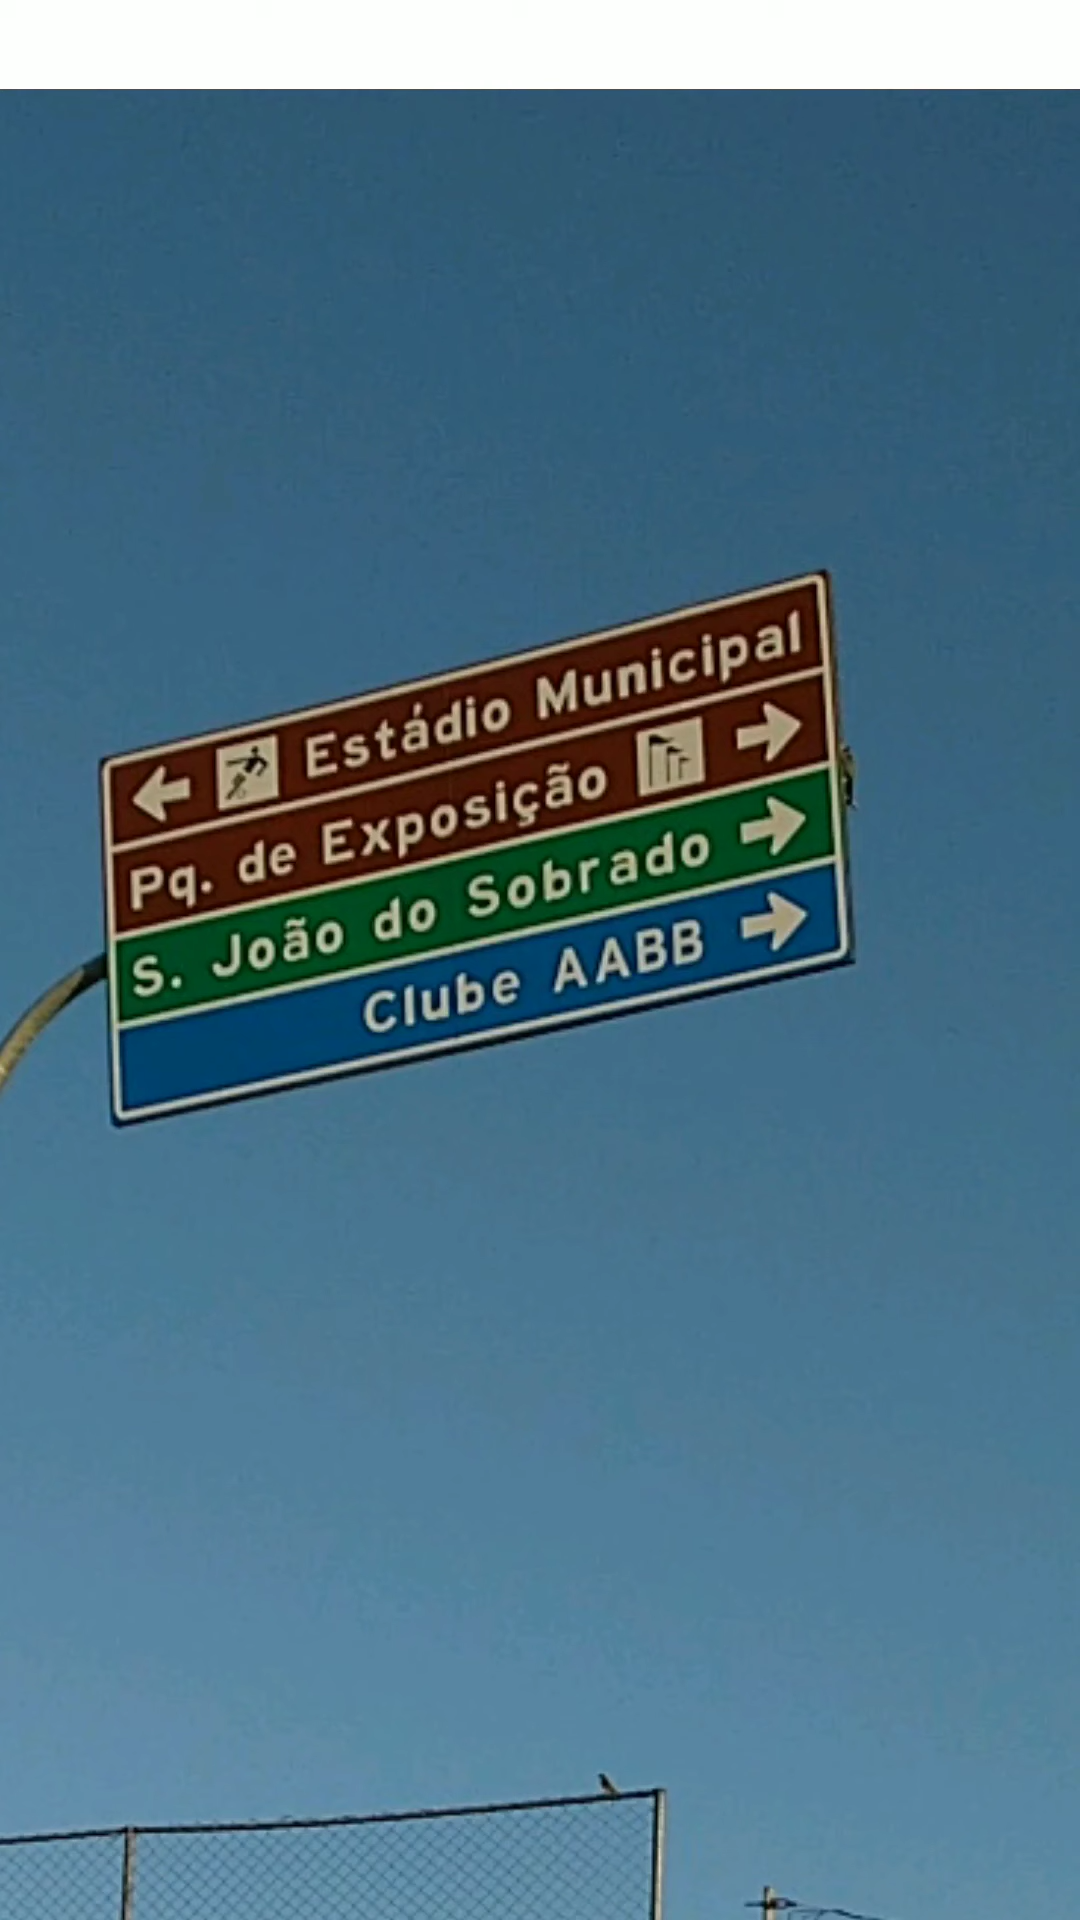 Estádio Municipal
Pq. de Exposição
S. João do Sobrado
Clube AABB